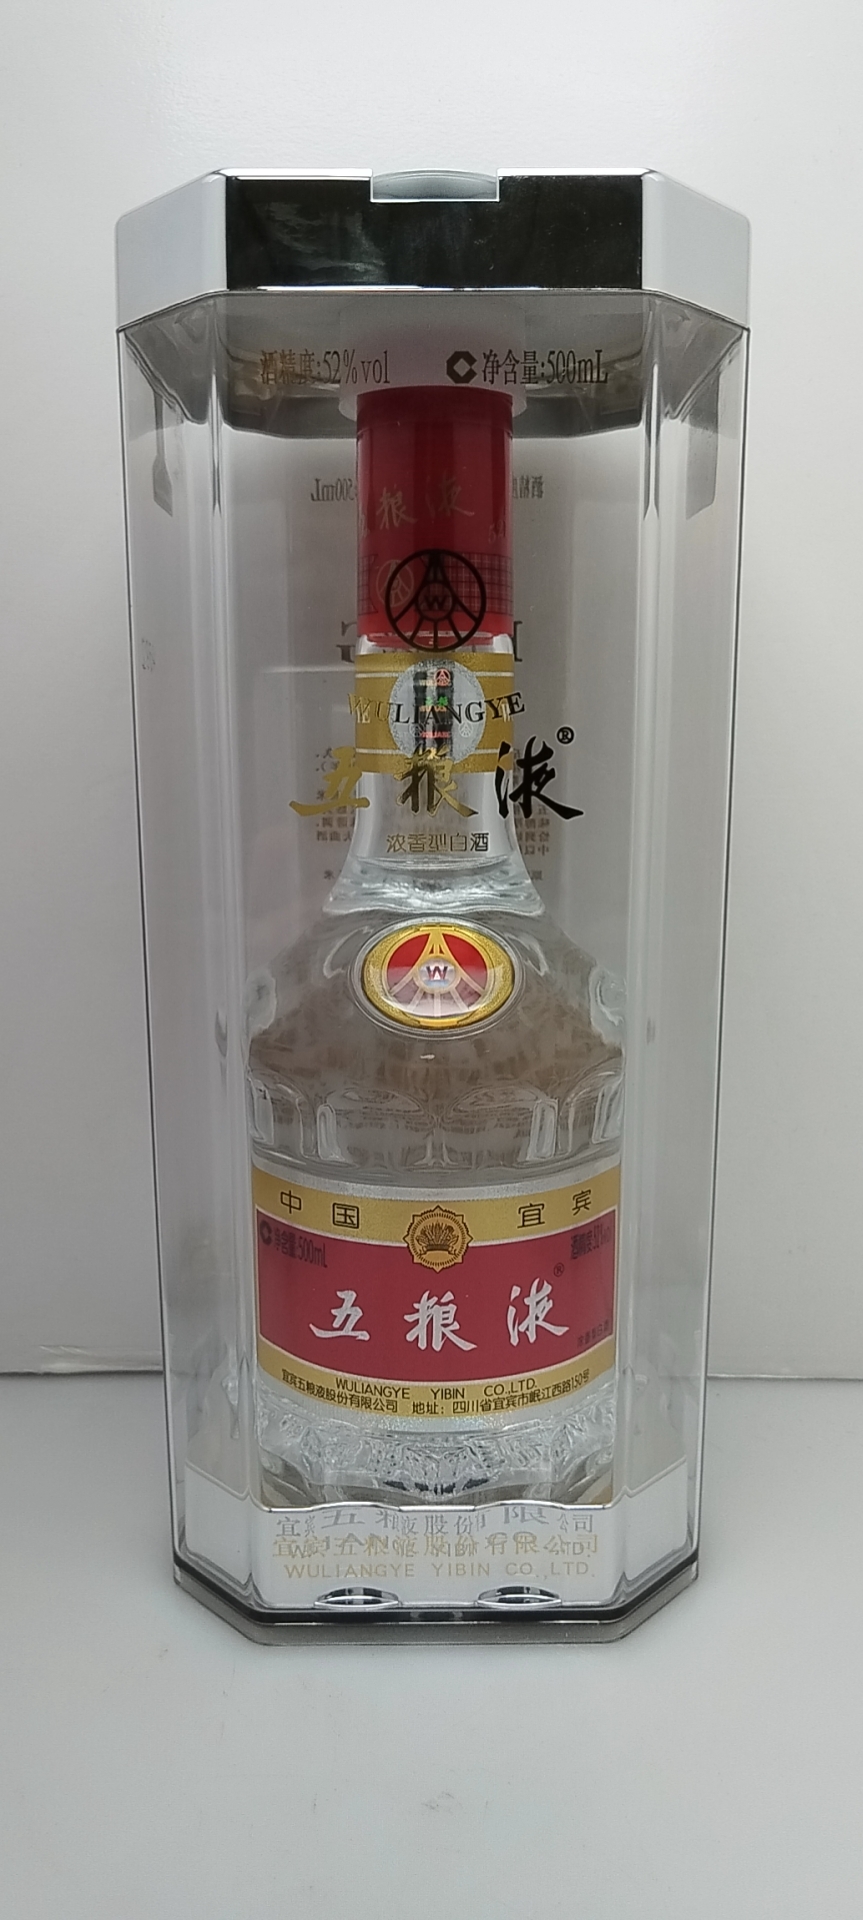 酒精度:52%vol 净含量:500mL
五粮液
W
WULIANGYE
五粮液®
浓香型白酒
W
中国 宜宾
净含量:500mL
五粮液®
WULIANGYE YIBIN CO.,LTD.
宜宾五粮液股份有限公司 地址：四川省宜宾市岷江西路150号
宜宾五粮液股份有限公司
WULIANGYE YIBIN CO.,LTD.